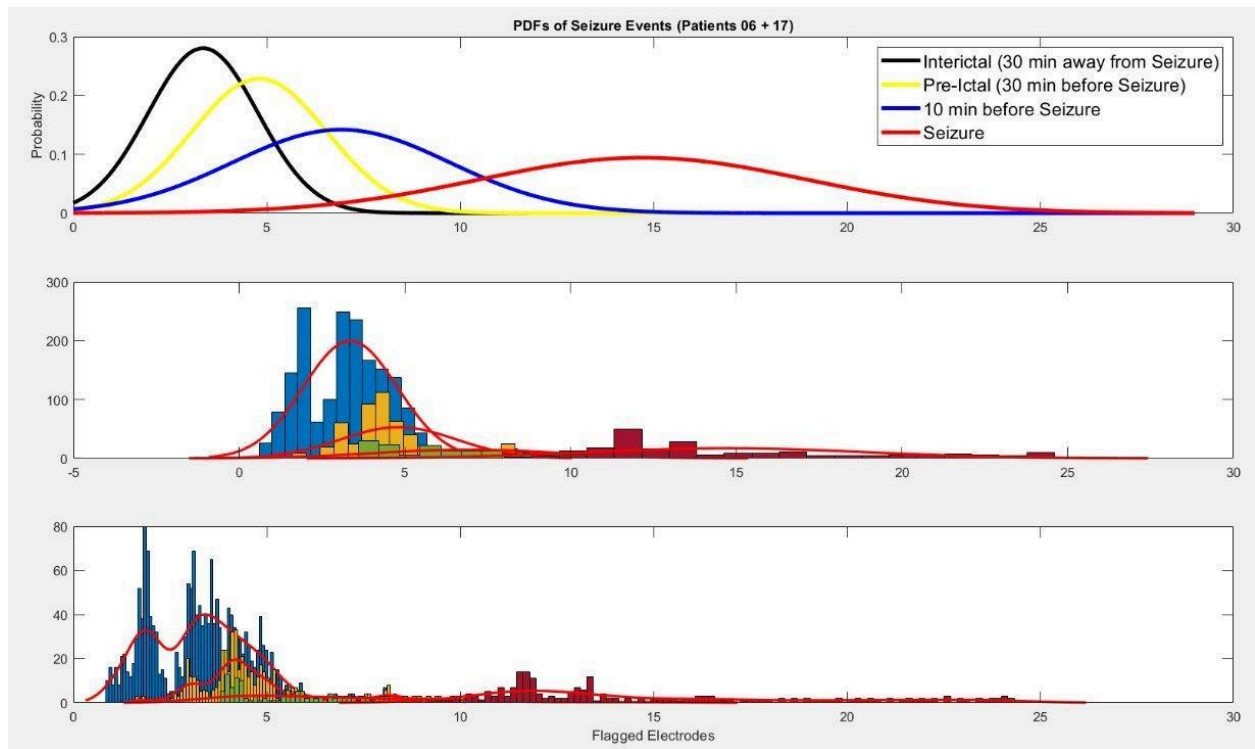 PDFs of Seizure Events (Patients 06 + 17)
0.3
0.2
0.1
0
Probability
Interictal (30 min away from Seizure)
Pre-Ictal (30 min before Seizure)
10 min before Seizure
Seizure
0 5 10 15 20 25 30
300
200
100
0
-5 0 5 10 15 20 25 30
80
60
40
20
0
0 5 10 15 20 25 30
Flagged Electrodes